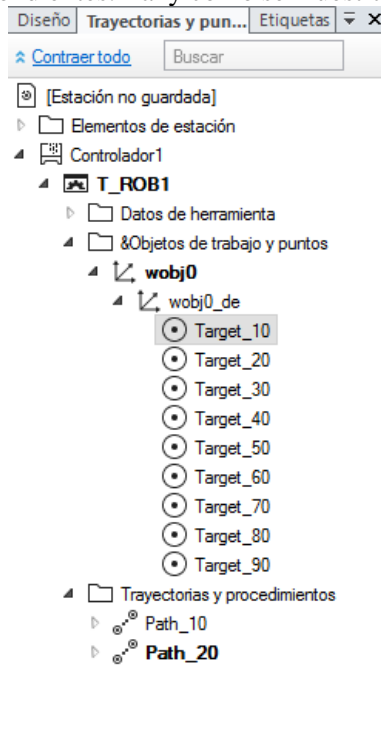 Diseño Trayectorias y pun... Etiquetas
Contraer todo Buscar
[Estación no guardada]
Elementos de estación
Controlador1
T_ROB1
Datos de herramienta
&Objetos de trabajo y puntos
wobj0
wobj0_de
Target_10
Target_20
Target_30
Target_40
Target_50
Target_60
Target_70
Target_80
Target_90
Trayectorias y procedimientos
Path_10
Path_20